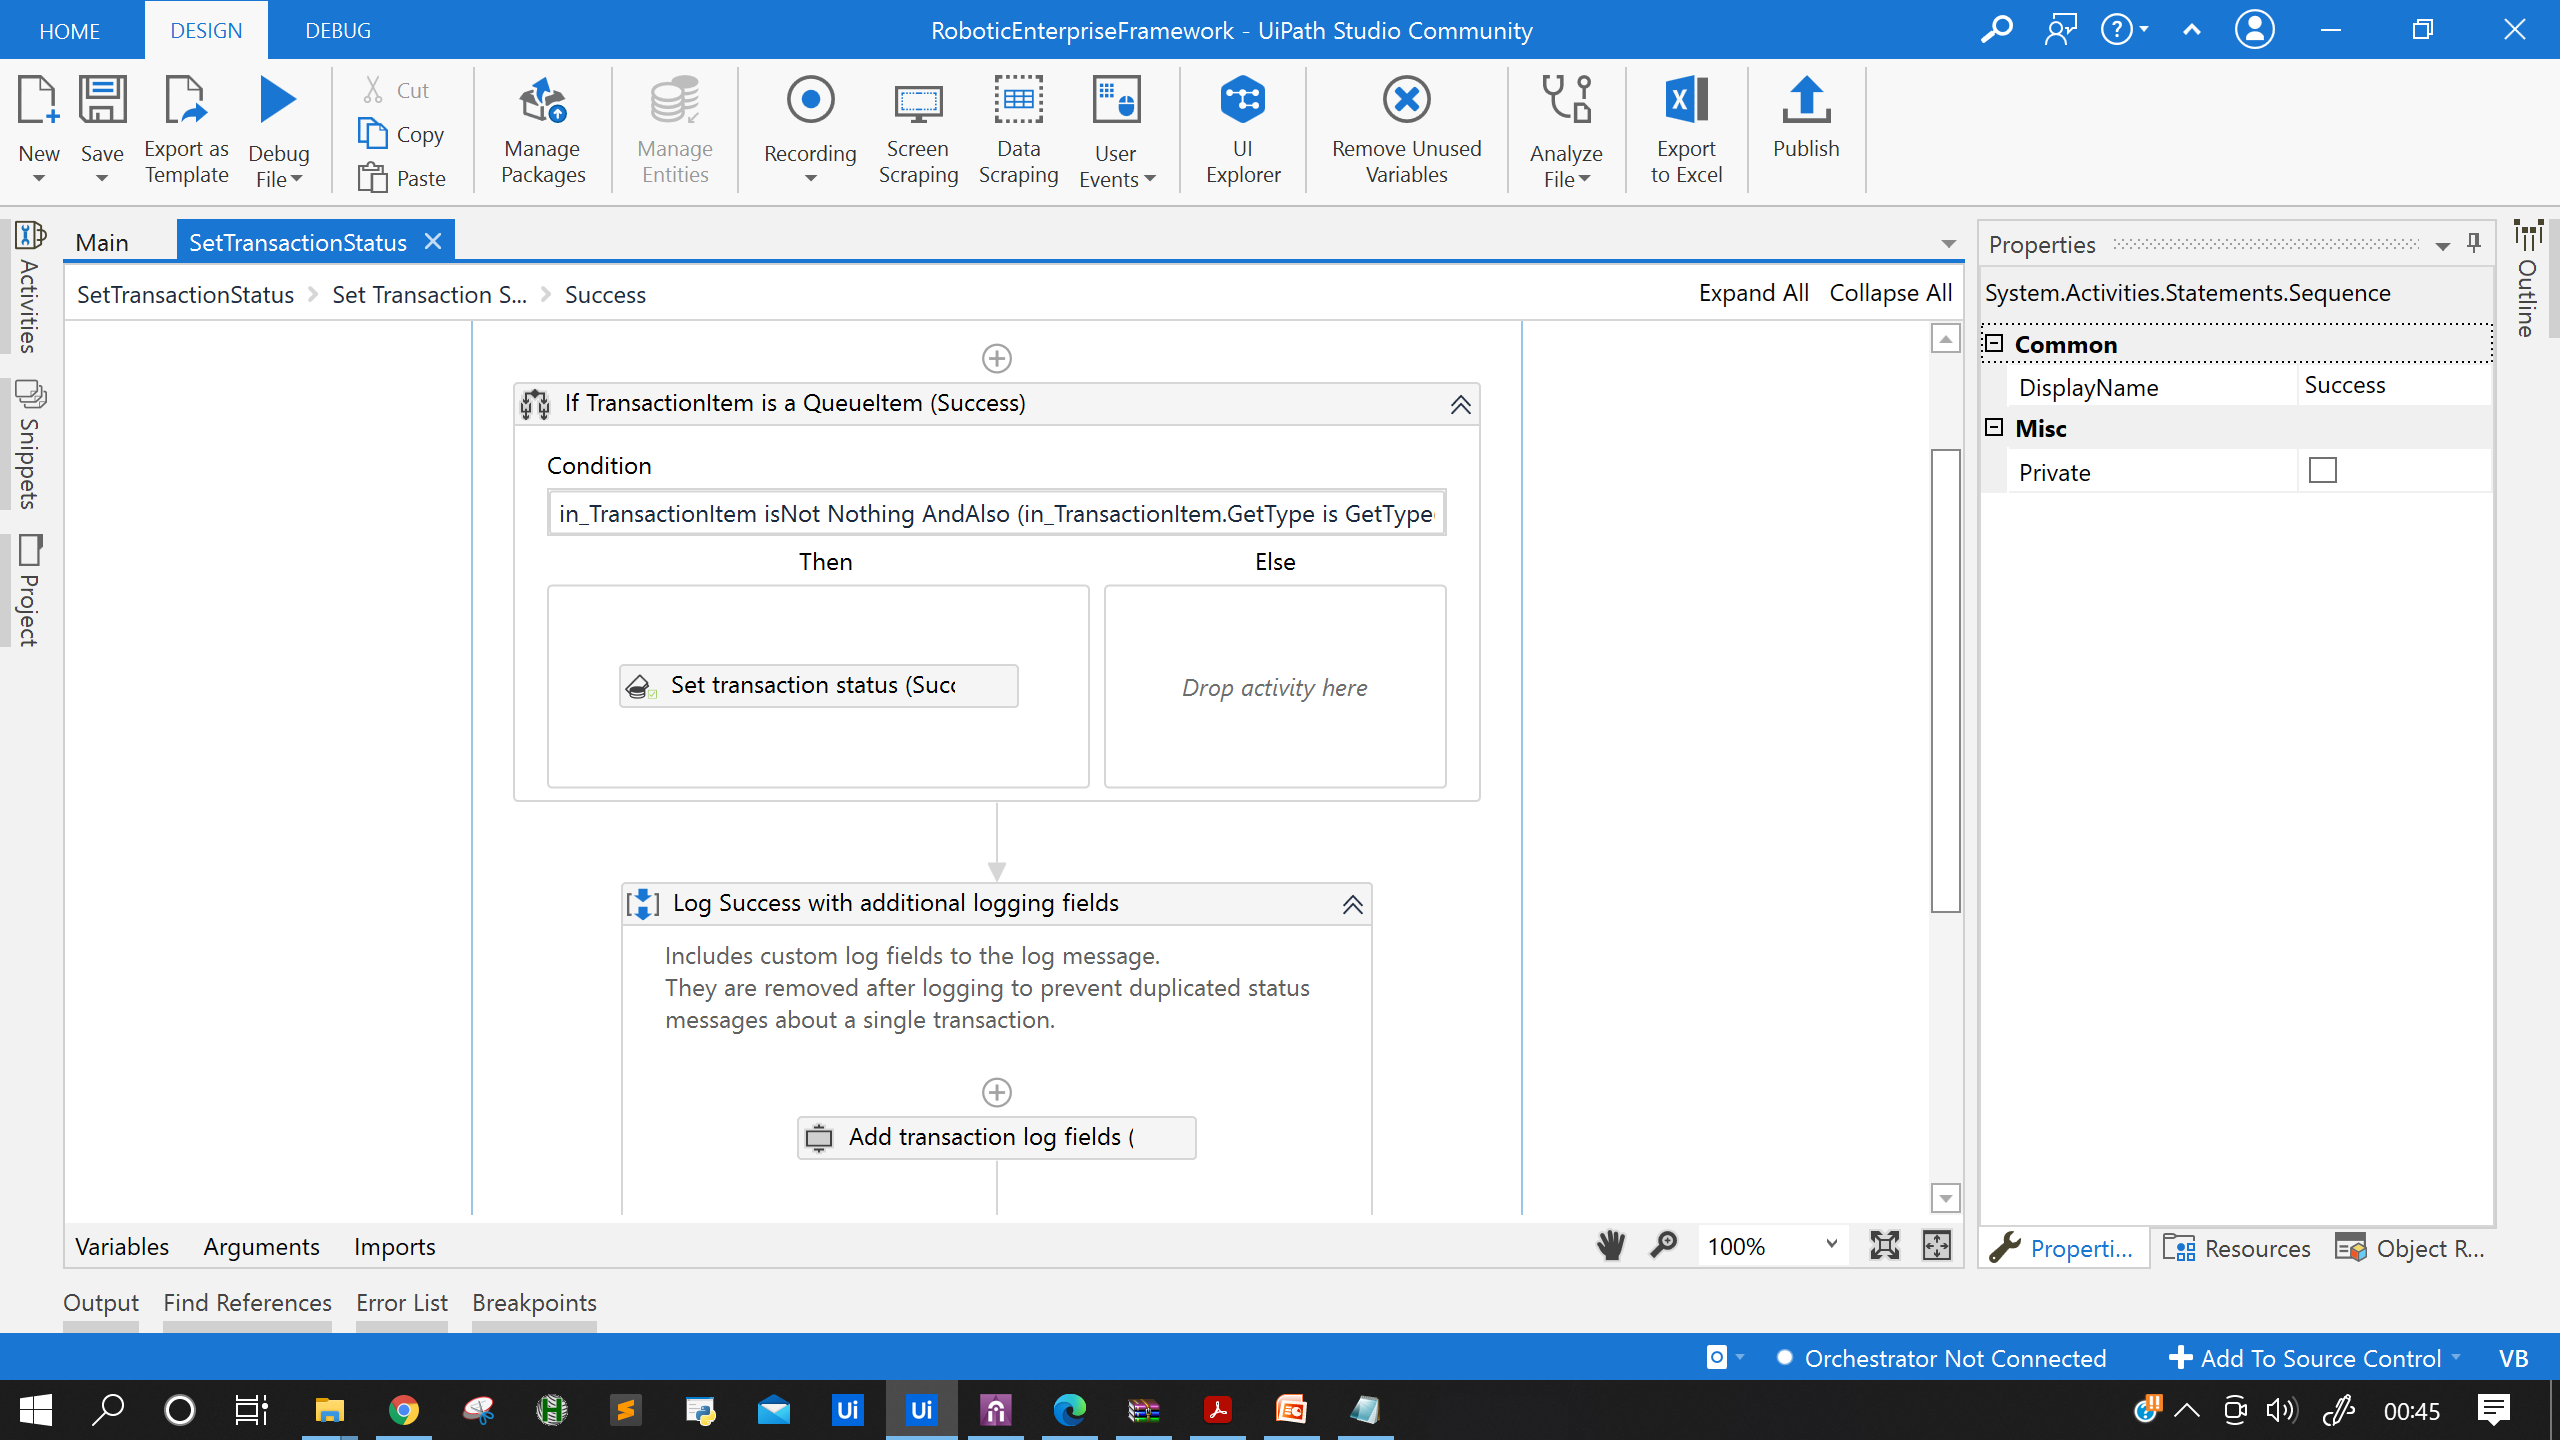 HOME
DESIGN
DEBUG
RoboticEnterpriseFramework - UiPath Studio Community
New
Save
Export as
Template
Debug
File
Cut
Copy
Paste
Manage
Packages
Manage
Entities
Recording
Screen
Scraping
Data
Scraping
User
Events
UI
Explorer
Remove Unused
Variables
Analyze
File
Export
to Excel
Publish
Activities
Snippets
Project
Main
SetTransactionStatus
SetTransactionStatus
Set Transaction S...
Success
Expand All
Collapse All
If TransactionItem is a QueueItem (Success)
Condition
in_TransactionItem isNot Nothing AndAlso (in_TransactionItem.GetType is GetType(
Then
Else
Set transaction status (Succ
Drop activity here
Log Success with additional logging fields
Includes custom log fields to the log message.
They are removed after logging to prevent duplicated status
messages about a single transaction.
Add transaction log fields (
Variables
Arguments
Imports
100%
Properties
System.Activities.Statements.Sequence
Common
DisplayName
Success
Misc
Private
Outline
Properti...
Resources
Object R...
Output
Find References
Error List
Breakpoints
Orchestrator Not Connected
Add To Source Control
VB
Ui
Ui
00:45